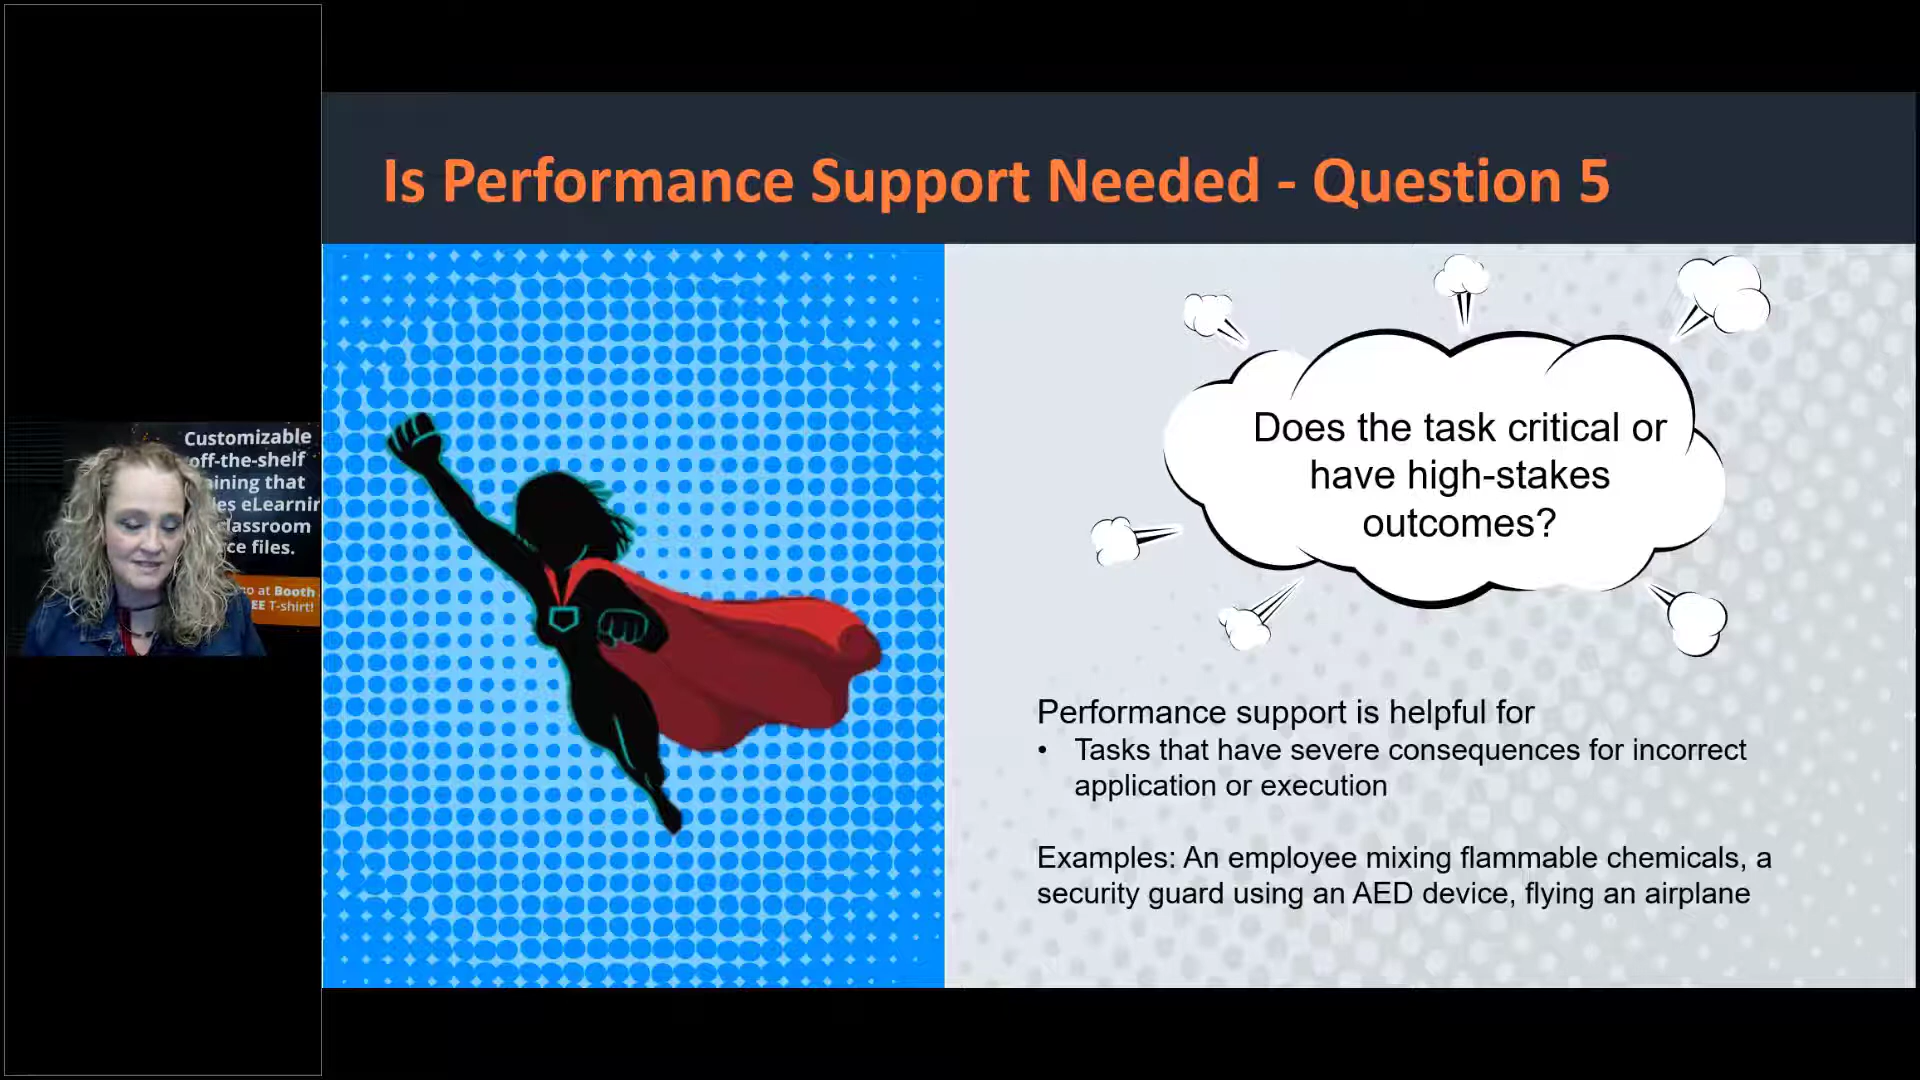 Is Performance Support Needed - Question 5
Customizable
off-the-shelf
ining that
es eLearnin
lassroom
ce files.
at Booth
EE T-shirt!
Does the task critical or
have high-stakes
outcomes?
Performance support is helpful for
• Tasks that have severe consequences for incorrect
application or execution
Examples: An employee mixing flammable chemicals, a
security guard using an AED device, flying an airplane